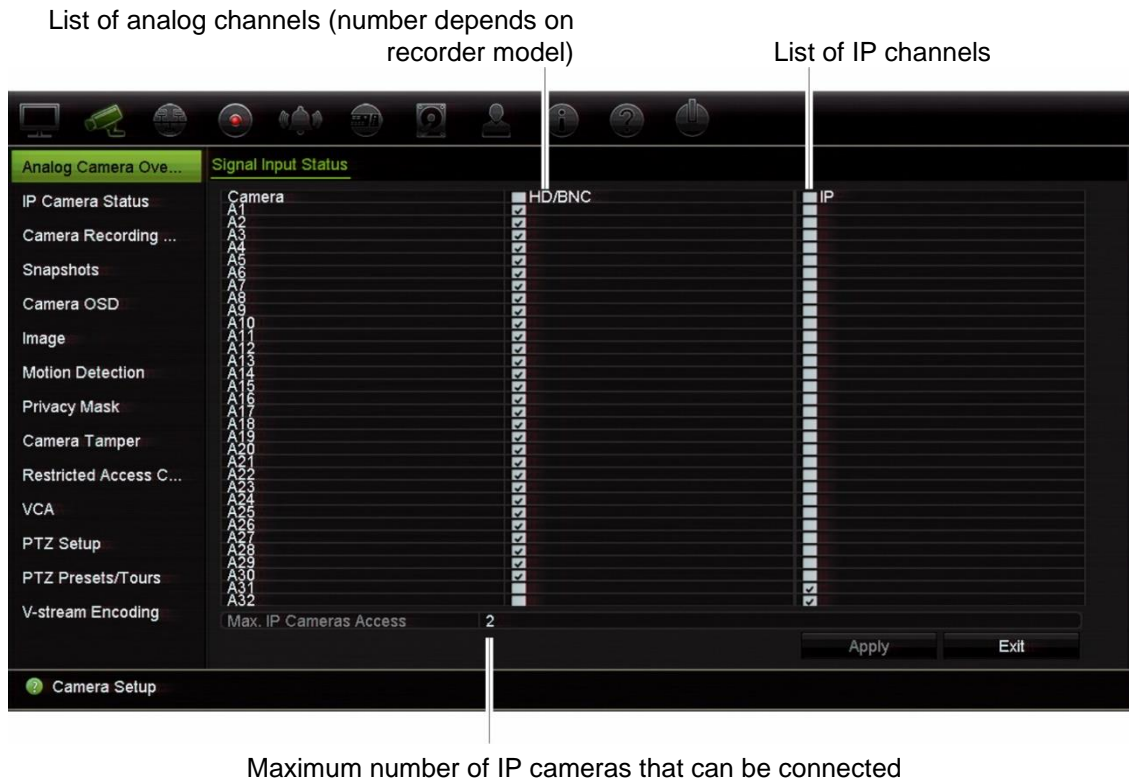 List of analog channels (number depends on
recorder model)
List of IP channels
Analog Camera Ove...
Signal Input Status
IP Camera Status
Camera Recording ...
Snapshots
Camera OSD
Image
Motion Detection
Privacy Mask
Camera Tamper
Restricted Access C...
VCA
PTZ Setup
PTZ Presets/Tours
V-stream Encoding
Camera HD/BNC IP
A1
A2
A3
A4
A5
A6
A7
A8
A9
A10
A11
A12
A13
A14
A15
A16
A17
A18
A19
A20
A21
A22
A23
A24
A25
A26
A27
A28
A29
A30
A31
A32
Max. IP Cameras Access 2
Apply Exit
Camera Setup
Maximum number of IP cameras that can be connected